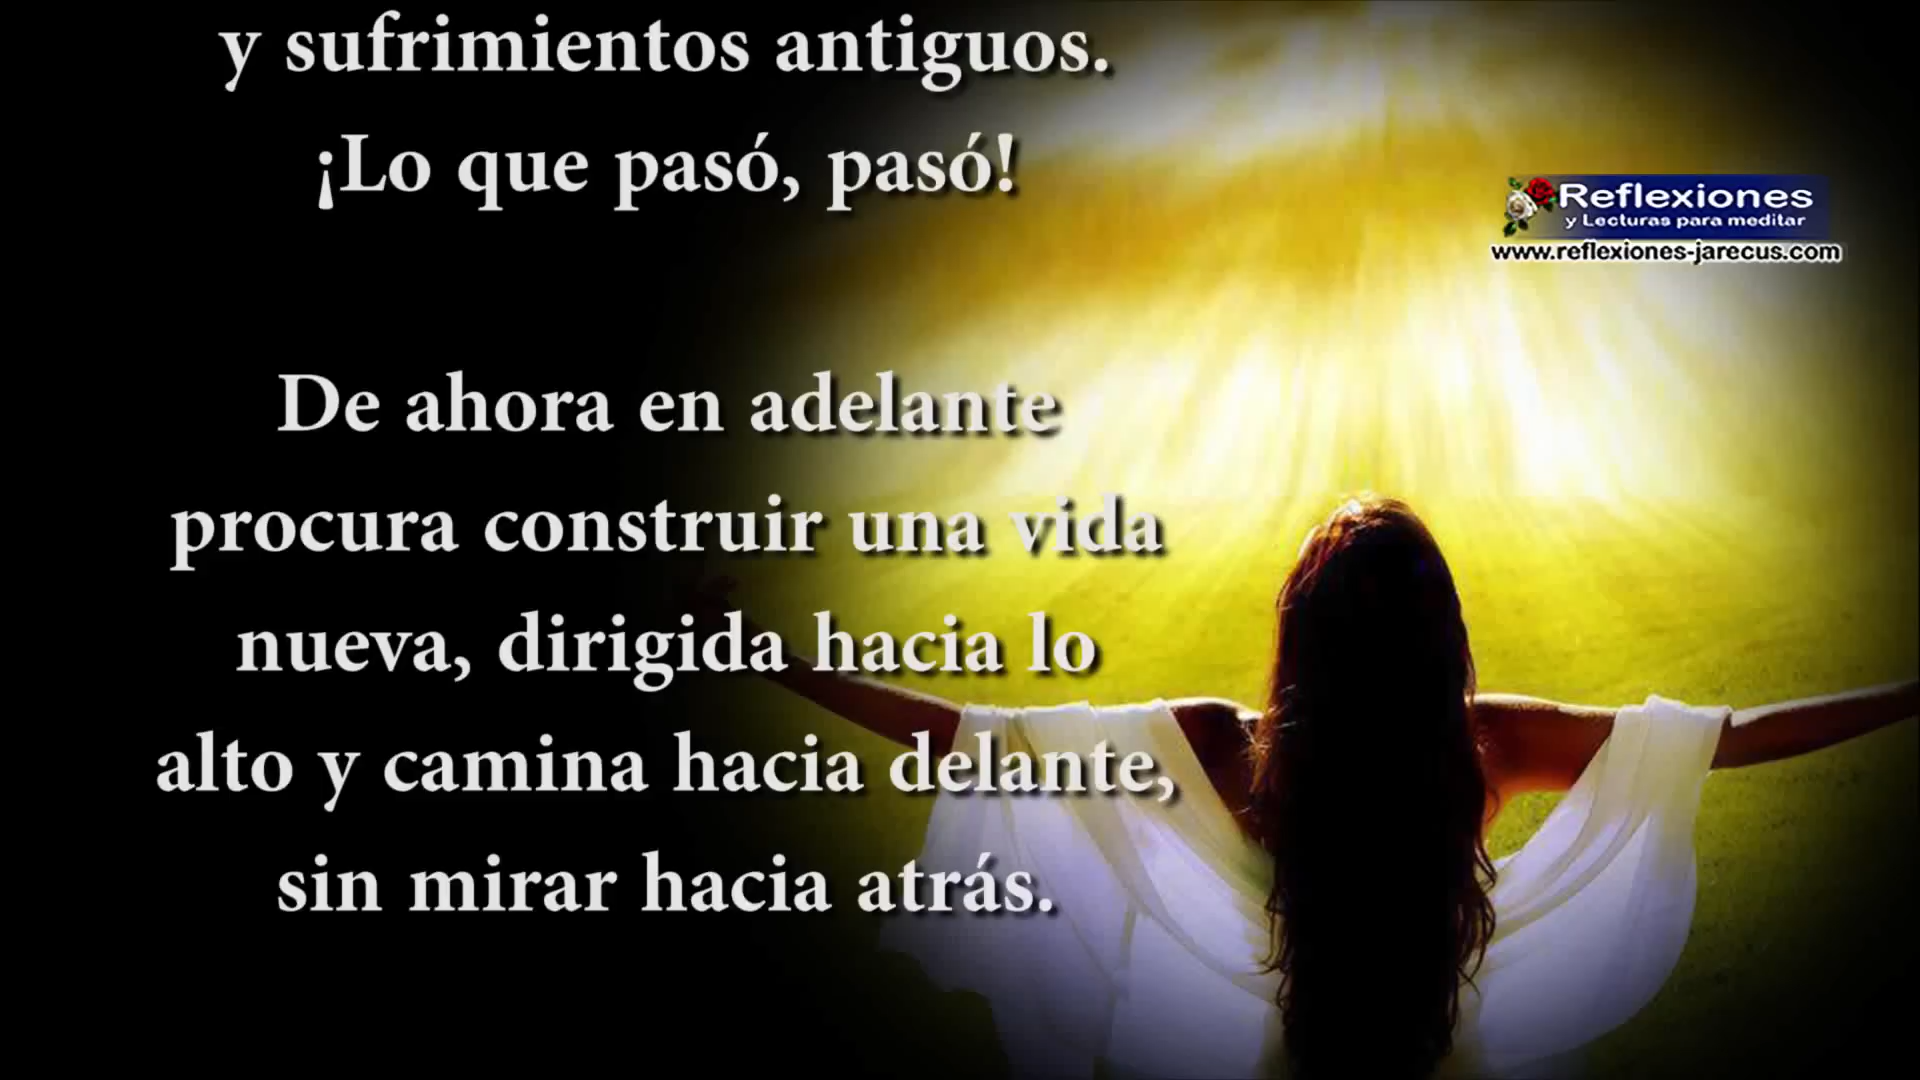 y sufrimientos antiguos.
¡Lo que pasó, pasó!
De ahora en adelante
procura construir una vida
nueva, dirigida hacia lo
alto y camina hacia delante,
sin mirar hacia atrás.
Reflexiones
y Lecturas para meditar
www.reflexiones-jarecus.com